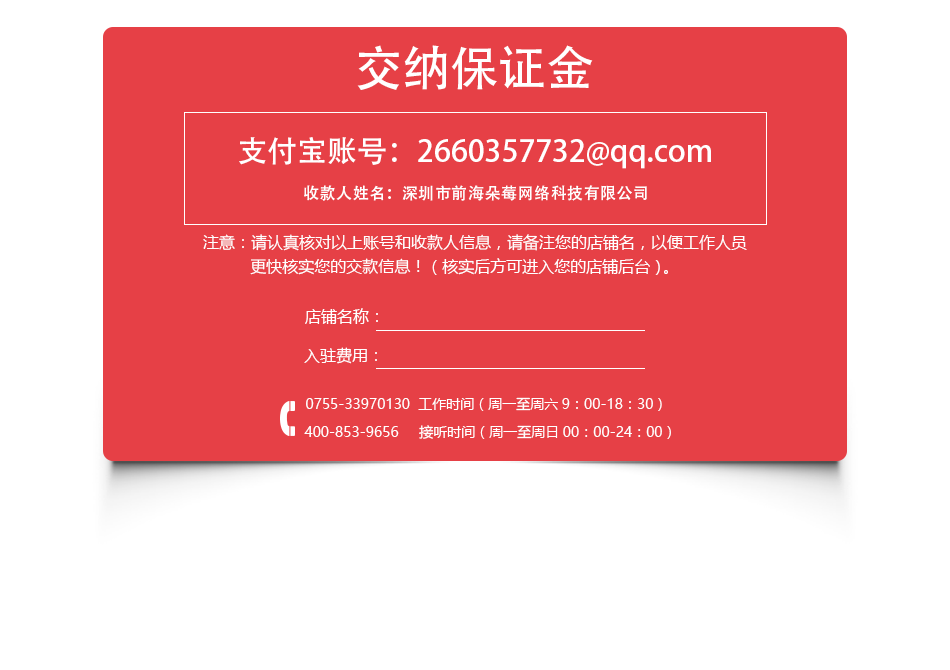 交纳保证金
支付宝账号：2660357732@qq.com
收款人姓名：深圳市前海朵莓网络科技有限公司
注意：请认真核对以上账号和收款人信息，请备注您的店铺名，以便工作人员
更快核实您的交款信息！（核实后方可进入您的店铺后台）。
店铺名称：
入驻费用：
0755-33970130 工作时间（周一至周六 9：00-18：30）
400-853-9656 接听时间（周一至周日 00：00-24：00）